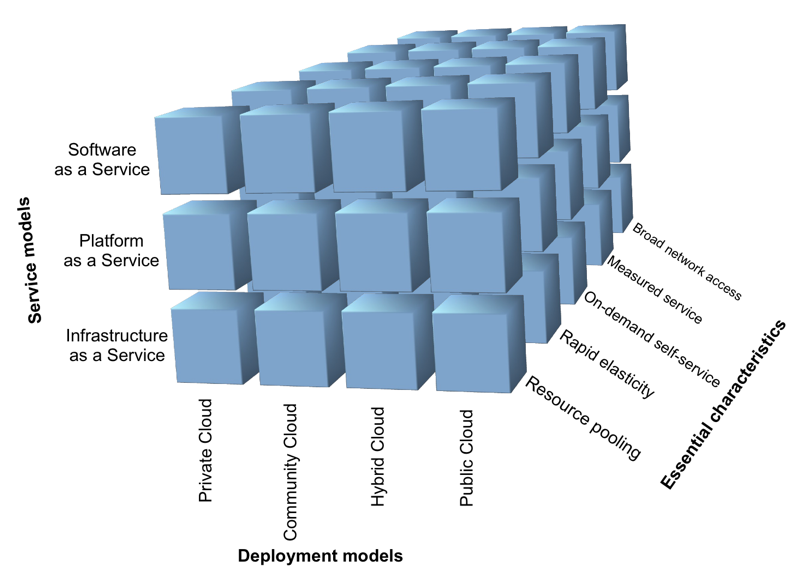 Software
as a Service
Platform
as a Service
Infrastructure
as a Service
Service models
Private Cloud
Community Cloud
Hybrid Cloud
Public Cloud
Deployment models
Broad network access
Measured service
On-demand self-service
Rapid elasticity
Resource pooling
Essential characteristics